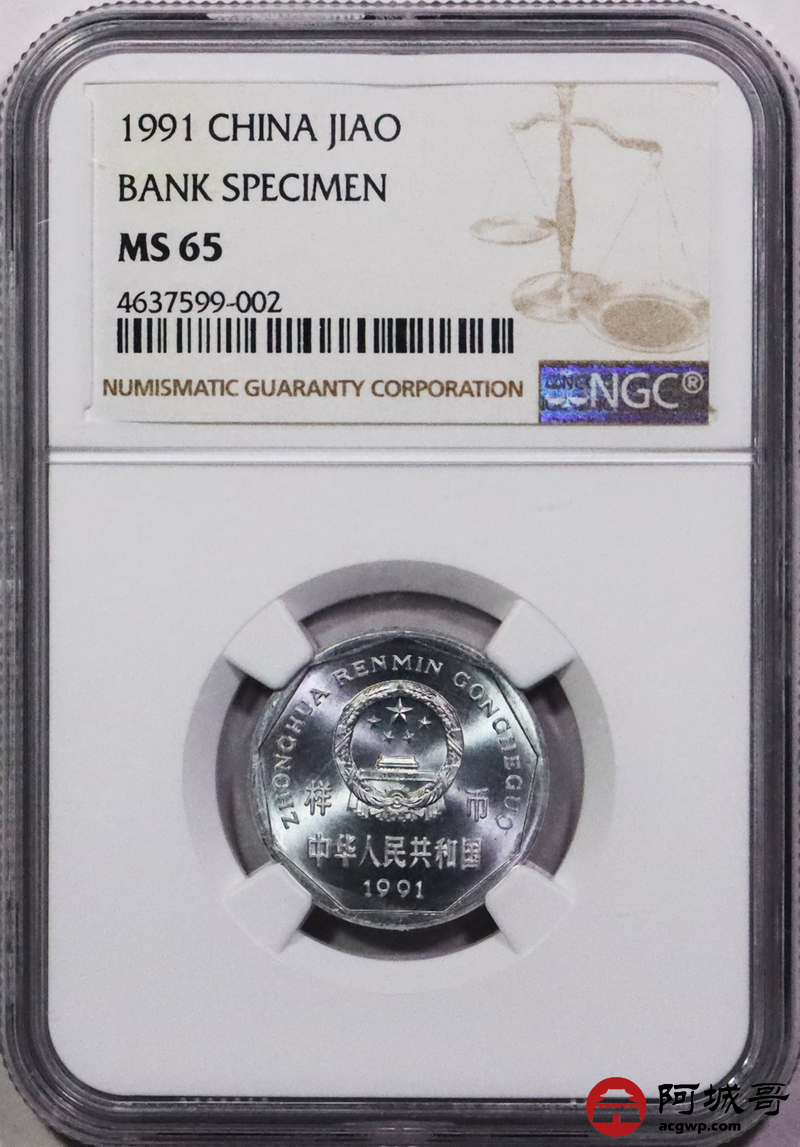 1991 CHINA JIAO
BANK SPECIMEN
MS 65
4637599-002
NUMISMATIC GUARANTY CORPORATION
NGC®
ZHONGHUA RENMIN GONGHEGUO
样 币
中华人民共和国
1991
阿城哥
acgwp.com